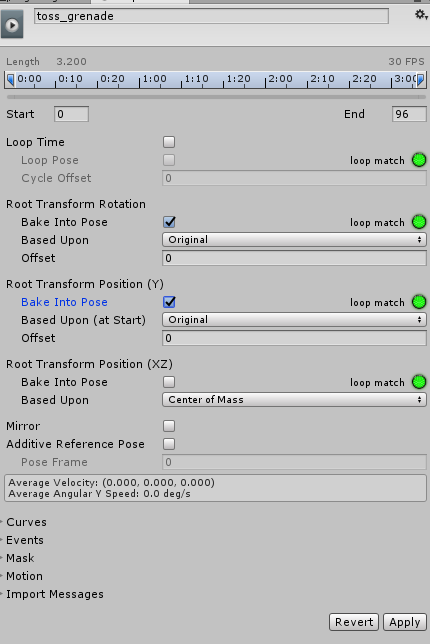 toss_grenade
Length 3.200 30 FPS
0:00 0:10 0:20 1:00 1:10 1:20 2:00 2:10 2:20 3:00
Start 0 End 96
Loop Time
Loop Pose loop match
Cycle Offset 0
Root Transform Rotation
Bake Into Pose loop match
Based Upon Original
Offset 0
Root Transform Position (Y)
Bake Into Pose loop match
Based Upon (at Start) Original
Offset 0
Root Transform Position (XZ)
Bake Into Pose loop match
Based Upon Center of Mass
Mirror
Additive Reference Pose
Pose Frame 0
Average Velocity: (0.000, 0.000, 0.000)
Average Angular Y Speed: 0.0 deg/s
Curves
Events
Mask
Motion
Import Messages
Revert Apply